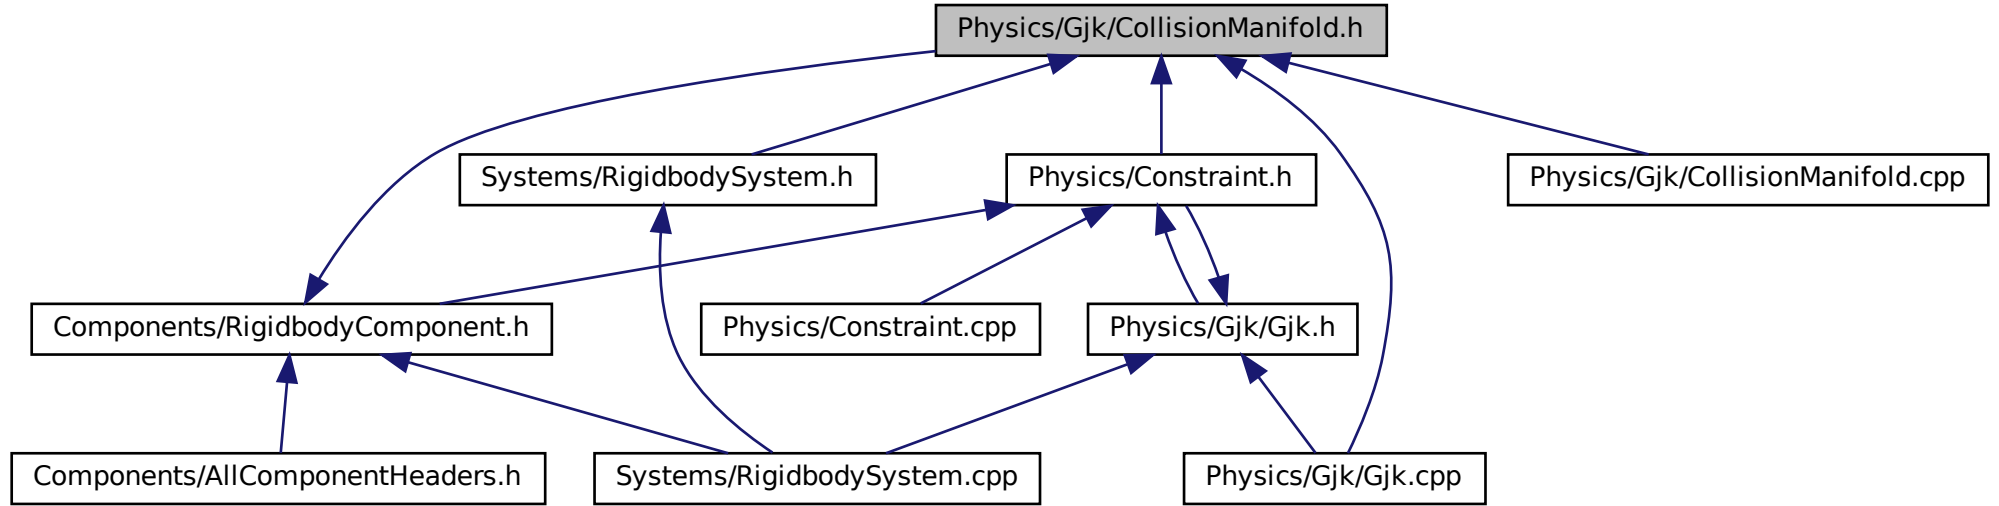 Physics/Gjk/CollisionManifold.h
Systems/RigidbodySystem.h
Physics/Constraint.h
Physics/Gjk/CollisionManifold.cpp
Components/RigidbodyComponent.h
Physics/Constraint.cpp
Physics/Gjk/Gjk.h
Components/AllComponentHeaders.h
Systems/RigidbodySystem.cpp
Physics/Gjk/Gjk.cpp